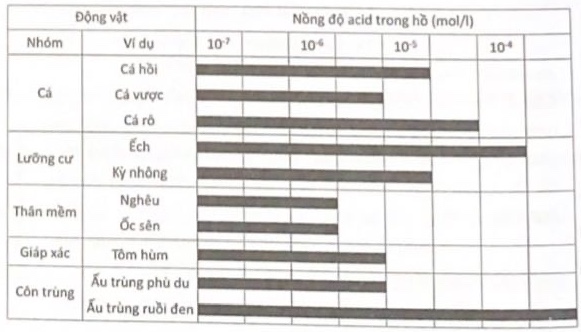 Động vật Nồng độ acid trong hồ (mol/l)
Nhóm Ví dụ 10⁻⁷ 10⁻⁶ 10⁻⁵ 10⁻⁴
Cá hồi
Cá Cá vược
Cá rô
Lưỡng cư Ếch
Kỳ nhông
Thân mềm Nghêu
Ốc sên
Giáp xác Tôm hùm
Côn trùng Ấu trùng phù du
Ấu trùng ruồi đen